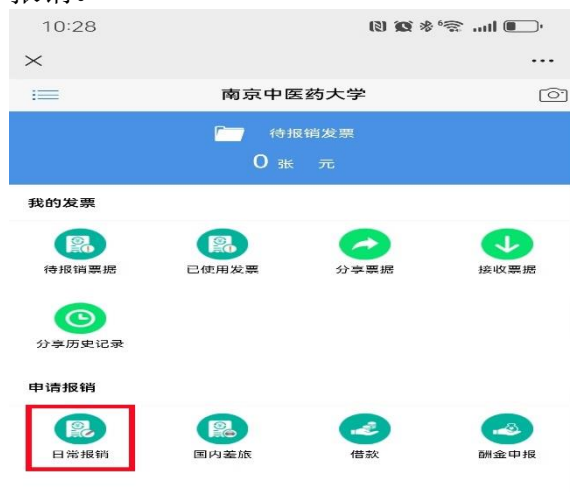 报销。
10:28
南京中医药大学
待报销发票
0 张 元
我的发票
待报销票据 已使用发票 分享票据 接收票据
分享历史记录
申请报销
日常报销 国内差旅 借款 酬金申报